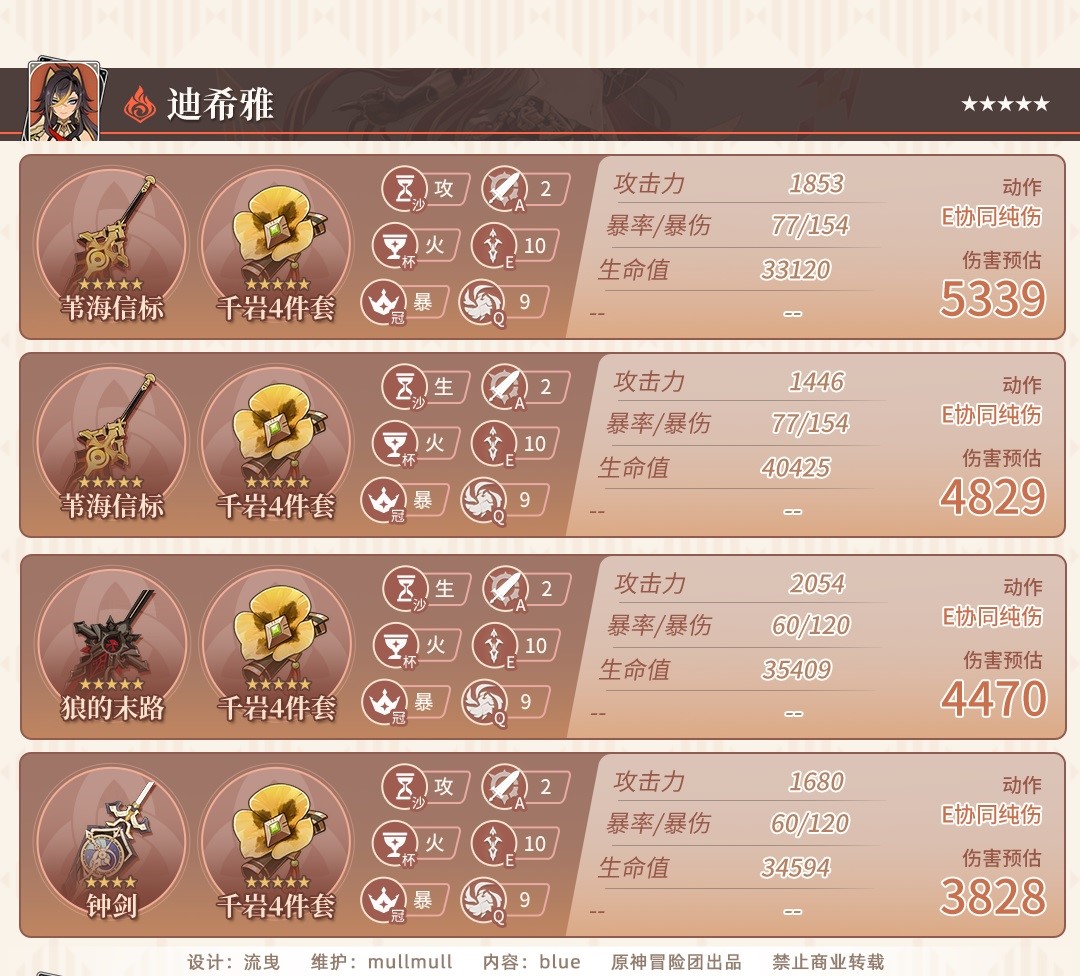 迪希雅
★★★★★
沙 攻 A 2
杯 火 E 10
冠 暴 Q 9
苇海信标
千岩4件套
攻击力 1853
暴率/暴伤 77/154
生命值 33120
-- --
动作
E协同纯伤
伤害预估
5339
沙 生 A 2
杯 火 E 10
冠 暴 Q 9
苇海信标
千岩4件套
攻击力 1446
暴率/暴伤 77/154
生命值 40425
-- --
动作
E协同纯伤
伤害预估
4829
沙 生 A 2
杯 火 E 10
冠 暴 Q 9
狼的末路
千岩4件套
攻击力 2054
暴率/暴伤 60/120
生命值 35409
-- --
动作
E协同纯伤
伤害预估
4470
沙 攻 A 2
杯 火 E 10
冠 暴 Q 9
钟剑
千岩4件套
攻击力 1680
暴率/暴伤 60/120
生命值 34594
-- --
动作
E协同纯伤
伤害预估
3828
设计：流曳 维护：mullmull 内容：blue 原神冒险团出品 禁止商业转载